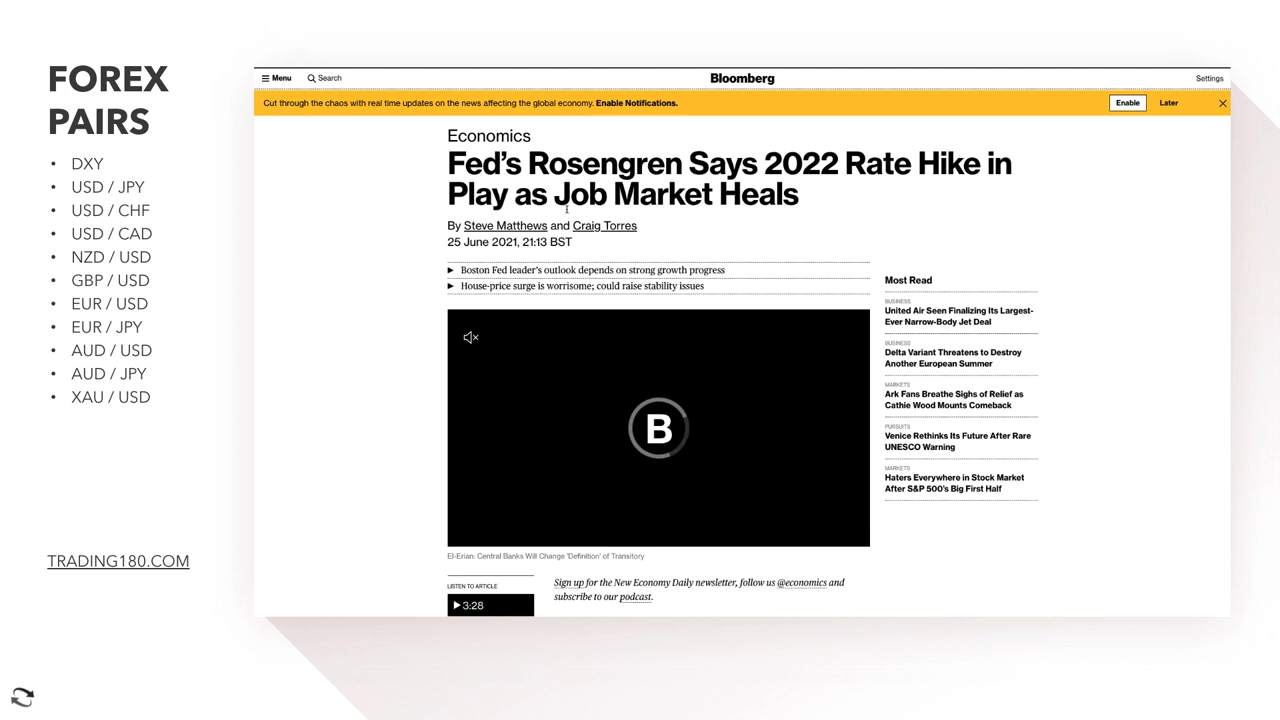 FOREX
PAIRS
• DXY
• USD / JPY
• USD / CHF
• USD / CAD
• NZD / USD
• GBP / USD
• EUR / USD
• EUR / JPY
• AUD / USD
• AUD / JPY
• XAU / USD
TRADING180.COM
Menu Search Bloomberg Settings
Cut through the chaos with real time updates on the news affecting the global economy. Enable Notifications. Enable Later
Economics
Fed's Rosengren Says 2022 Rate Hike in
Play as Job Market Heals
By Steve Matthews and Craig Torres
25 June 2021, 21:13 BST
Boston Fed leader's outlook depends on strong growth progress
House-price surge is worrisome; could raise stability issues
B
El-Erian: Central Banks Will Change 'Definition' of Transitory
LISTEN TO ARTICLE
3:28
Sign up for the New Economy Daily newsletter, follow us @economics and
subscribe to our podcast.
Most Read
BUSINESS
United Air Seen Finalizing Its Largest-
Ever Narrow-Body Jet Deal
BUSINESS
Delta Variant Threatens to Destroy
Another European Summer
MARKETS
Ark Fans Breathe Sighs of Relief as
Cathie Wood Mounts Comeback
PURSUITS
Venice Rethinks Its Future After Rare
UNESCO Warning
MARKETS
Haters Everywhere in Stock Market
After S&P 500's Big First Half